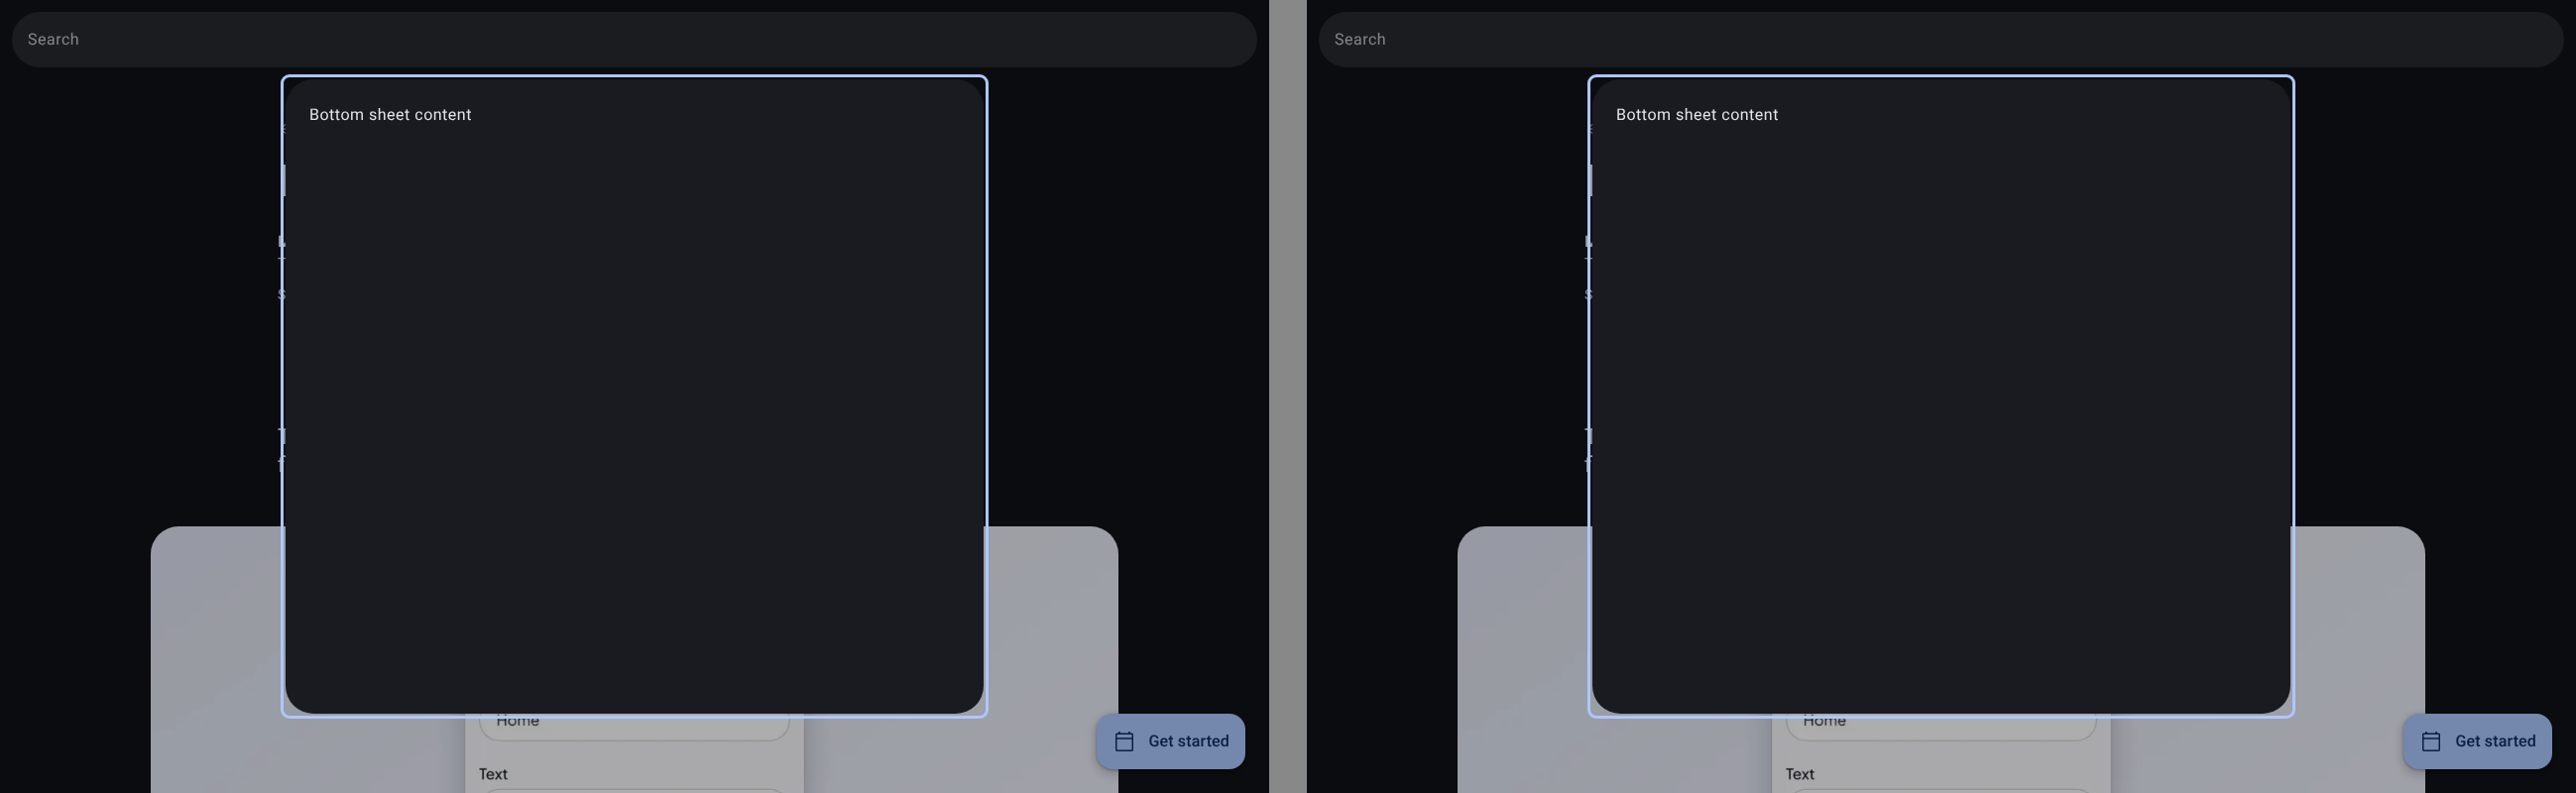 Search
Bottom sheet content
Home
Text
Get started
Search
Bottom sheet content
Home
Text
Get started